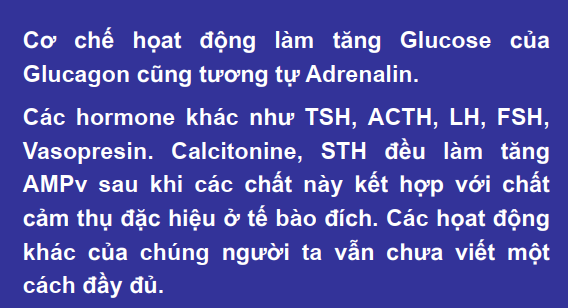 Cơ chế họat động làm tăng Glucose của
Glucagon cũng tương tự Adrenalin.
Các hormone khác như TSH, ACTH, LH, FSH,
Vasopresin. Calcitonine, STH đều làm tăng
AMPv sau khi các chất này kết hợp với chất
cảm thụ đặc hiệu ở tế bào đích. Các họat động
khác của chúng người ta vẫn chưa viết một
cách đầy đủ.